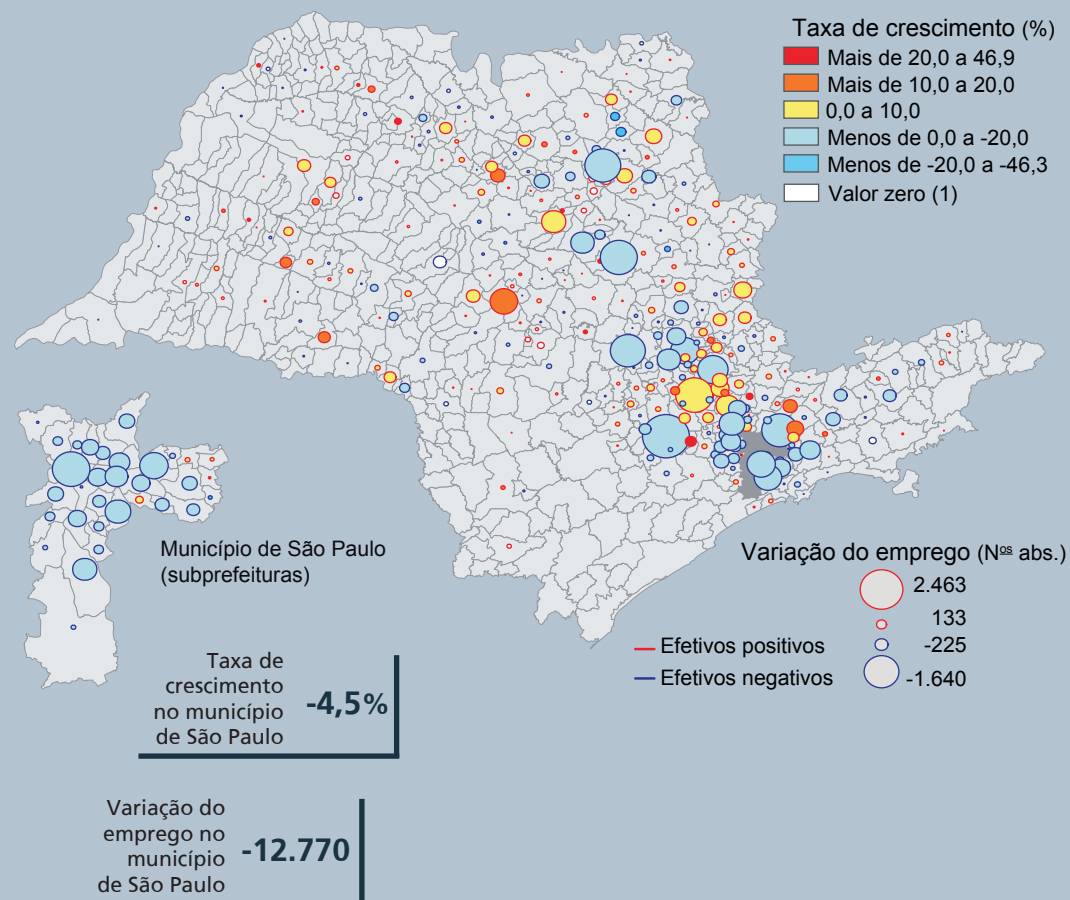 Taxa de crescimento (%)
Mais de 20,0 a 46,9
Mais de 10,0 a 20,0
0,0 a 10,0
Menos de 0,0 a -20,0
Menos de -20,0 a -46,3
Valor zero (1)
Município de São Paulo
(subprefeituras)
Variação do emprego (Nos abs.)
2.463
133
-225
-1.640
Efetivos positivos
Efetivos negativos
Taxa de
crescimento
no município
de São Paulo
-4,5%
Variação do
emprego no
município
de São Paulo
-12.770